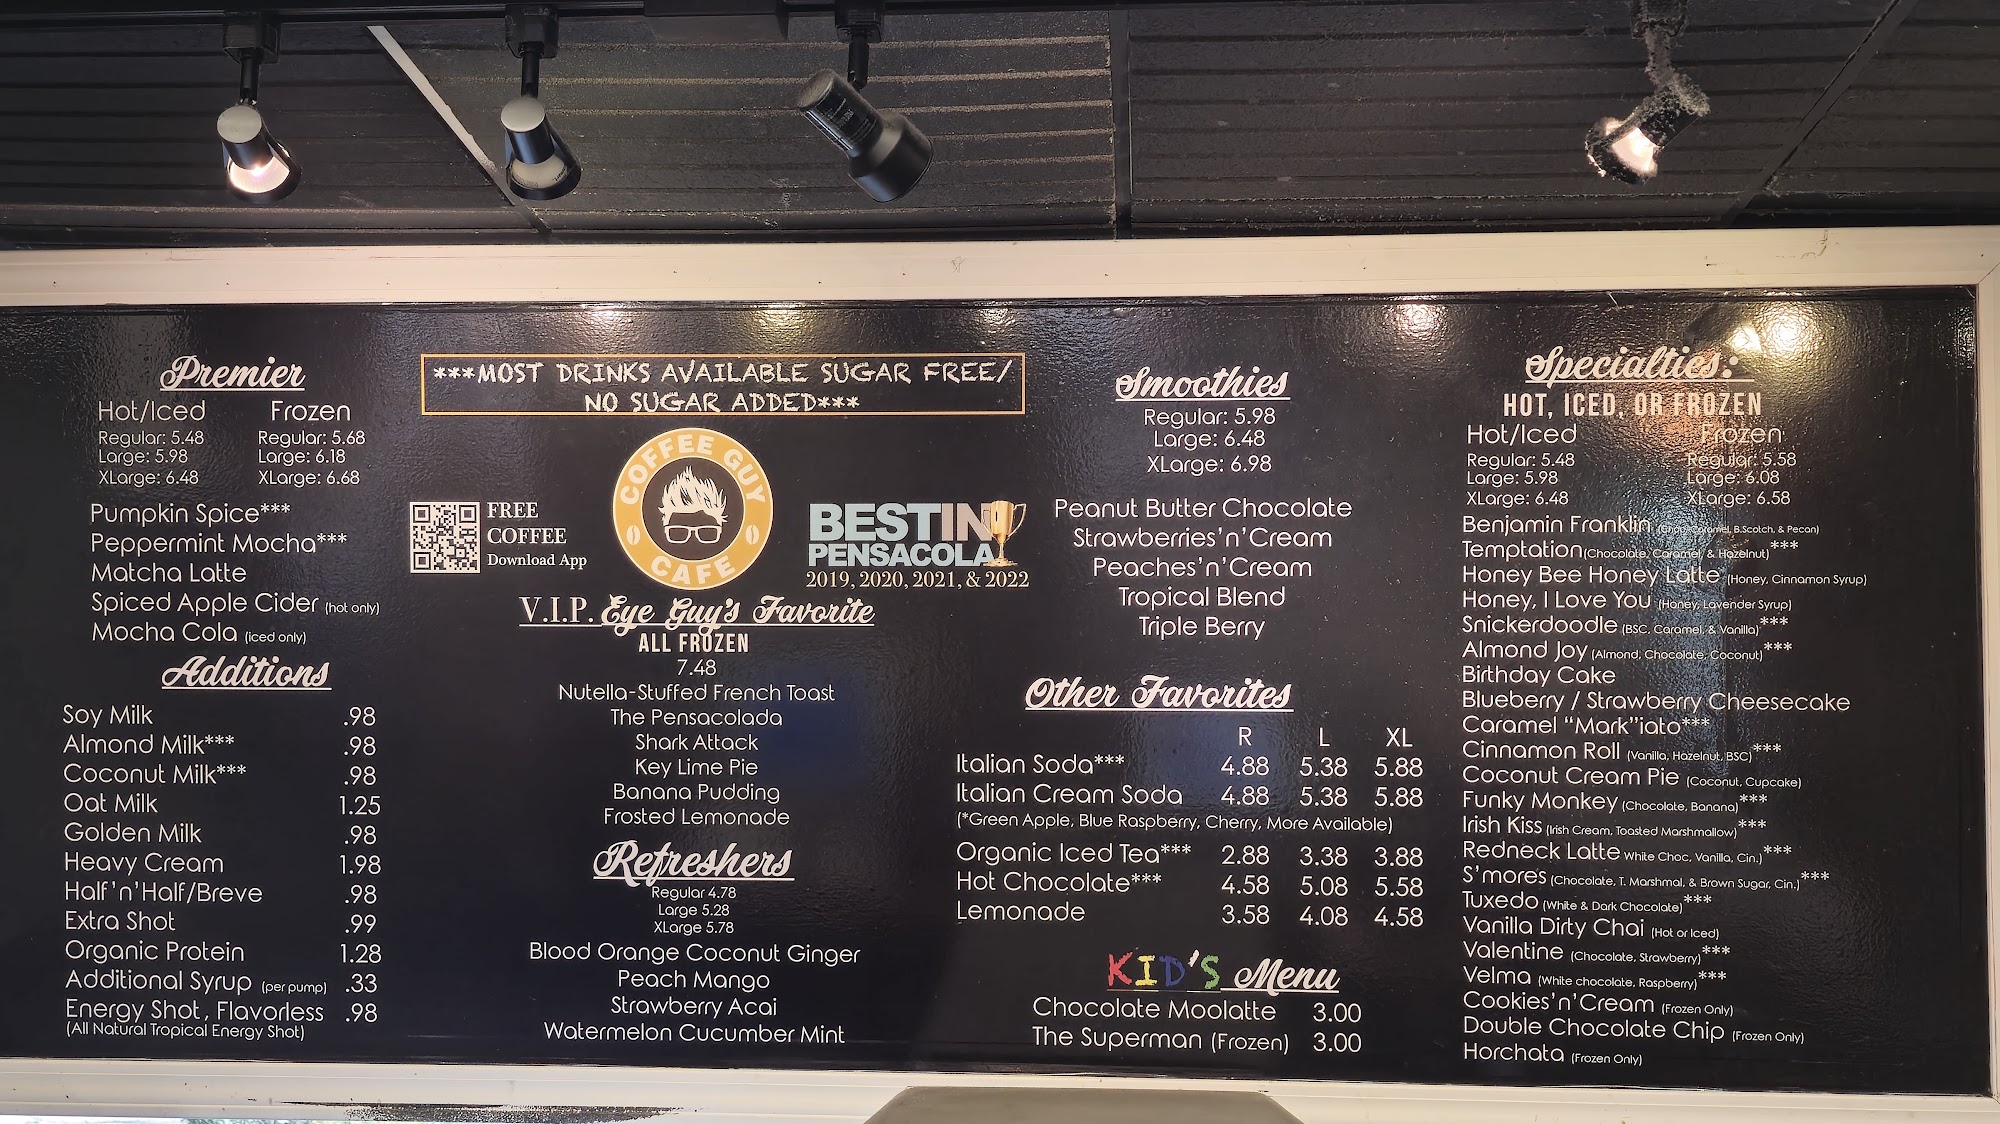 Premier
Hot/Iced
Regular: 5.48
Large: 5.98
XLarge: 6.48
Frozen
Regular: 5.68
Large: 6.18
XLarge: 6.68
Pumpkin Spice***
Peppermint Mocha***
Matcha Latte
Spiced Apple Cider (hot only)
Mocha Cola (iced only)
Additions
Soy Milk .98
Almond Milk*** .98
Coconut Milk*** .98
Oat Milk 1.25
Golden Milk .98
Heavy Cream 1.98
Half'n'Half/Breve .98
Extra Shot .99
Organic Protein 1.28
Additional Syrup (per pump) .33
Energy Shot, Flavorless .98
(All Natural Tropical Energy Shot)
***MOST DRINKS AVAILABLE SUGAR FREE/
NO SUGAR ADDED***
FREE
COFFEE
Download App
COFFEE GUY
CAFE
BESTIN
PENSACOLA
2019, 2020, 2021, & 2022
V.I.P. Eye Guy's Favorite
ALL FROZEN
7.48
Nutella-Stuffed French Toast
The Pensacolada
Shark Attack
Key Lime Pie
Banana Pudding
Frosted Lemonade
Refreshers
Regular 4.78
Large 5.28
XLarge 5.78
Blood Orange Coconut Ginger
Peach Mango
Strawberry Acai
Watermelon Cucumber Mint
Smoothies
Regular: 5.98
Large: 6.48
XLarge: 6.98
Peanut Butter Chocolate
Strawberries'n'Cream
Peaches'n'Cream
Tropical Blend
Triple Berry
Other Favorites
R L XL
Italian Soda*** 4.88 5.38 5.88
Italian Cream Soda 4.88 5.38 5.88
(*Green Apple, Blue Raspberry, Cherry, More Available)
Organic Iced Tea*** 2.88 3.38 3.88
Hot Chocolate*** 4.58 5.08 5.58
Lemonade 3.58 4.08 4.58
KID'S Menu
Chocolate Moolatte 3.00
The Superman (Frozen) 3.00
Specialties:
HOT, ICED, OR FROZEN
Hot/Iced
Regular: 5.48
Large: 5.98
XLarge: 6.48
Frozen
Regular: 5.58
Large: 6.08
XLarge: 6.58
Benjamin Franklin (Choc, Caramel, B.Scotch, & Pecan)
Temptation(Chocolate, Caramel, & Hazelnut)***
Honey Bee Honey Latte (Honey, Cinnamon Syrup)
Honey, I Love You (Honey, Lavender Syrup)
Snickerdoodle (BSC, Caramel, & Vanilla)***
Almond Joy (Almond, Chocolate, Coconut)***
Birthday Cake
Blueberry / Strawberry Cheesecake
Caramel "Mark"iato***
Cinnamon Roll (Vanilla, Hazelnut, BSC)***
Coconut Cream Pie (Coconut, Cupcake)
Funky Monkey (Chocolate, Banana)***
Irish Kiss (Irish Cream, Toasted Marshmallow)***
Redneck Latte White Choc, Vanilla, Cin.)***
S'mores (Chocolate, T. Marshmal, & Brown Sugar, Cin.)***
Tuxedo (White & Dark Chocolate)***
Vanilla Dirty Chai (Hot or Iced)
Valentine (Chocolate, Strawberry)***
Velma (White chocolate, Raspberry)***
Cookies'n'Cream (Frozen Only)
Double Chocolate Chip (Frozen Only)
Horchata (Frozen Only)